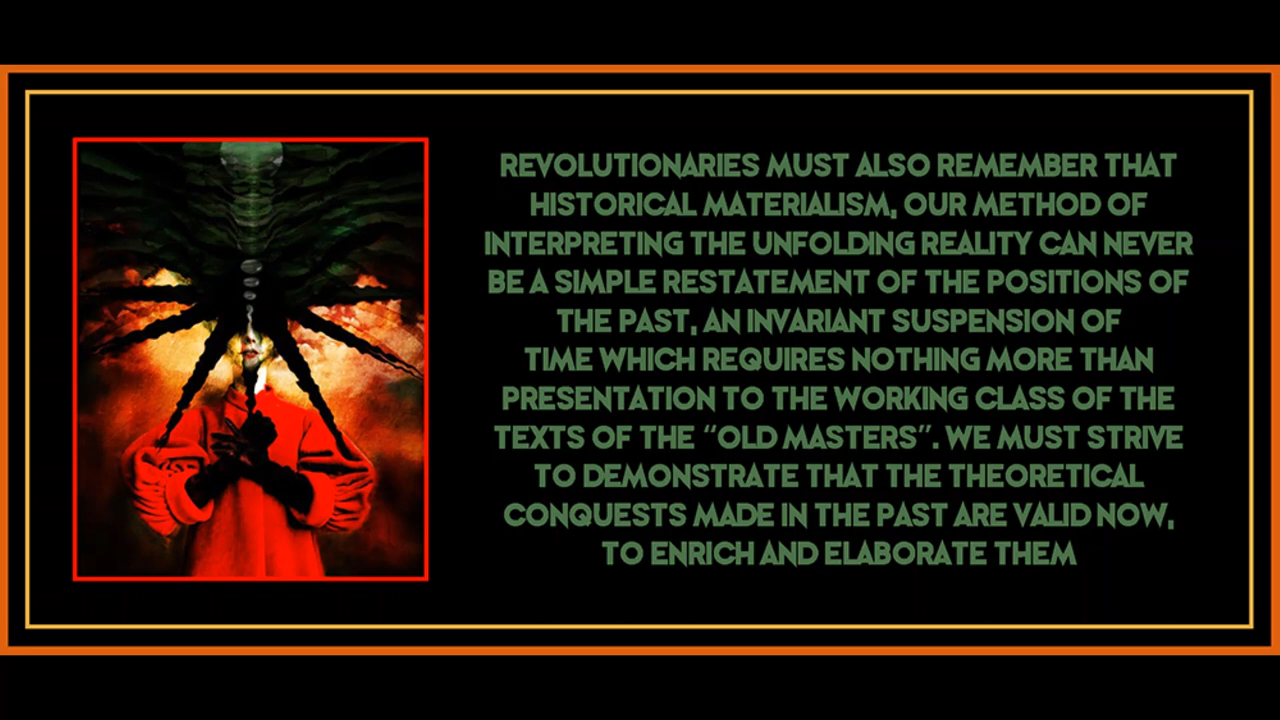 REVOLUTIONARIES MUST ALSO REMEMBER THAT
HISTORICAL MATERIALISM, OUR METHOD OF
INTERPRETING THE UNFOLDING REALITY CAN NEVER
BE A SIMPLE RESTATEMENT OF THE POSITIONS OF
THE PAST, AN INVARIANT SUSPENSION OF
TIME WHICH REQUIRES NOTHING MORE THAN
PRESENTATION TO THE WORKING CLASS OF THE
TEXTS OF THE "OLD MASTERS". WE MUST STRIVE
TO DEMONSTRATE THAT THE THEORETICAL
CONQUESTS MADE IN THE PAST ARE VALID NOW,
TO ENRICH AND ELABORATE THEM